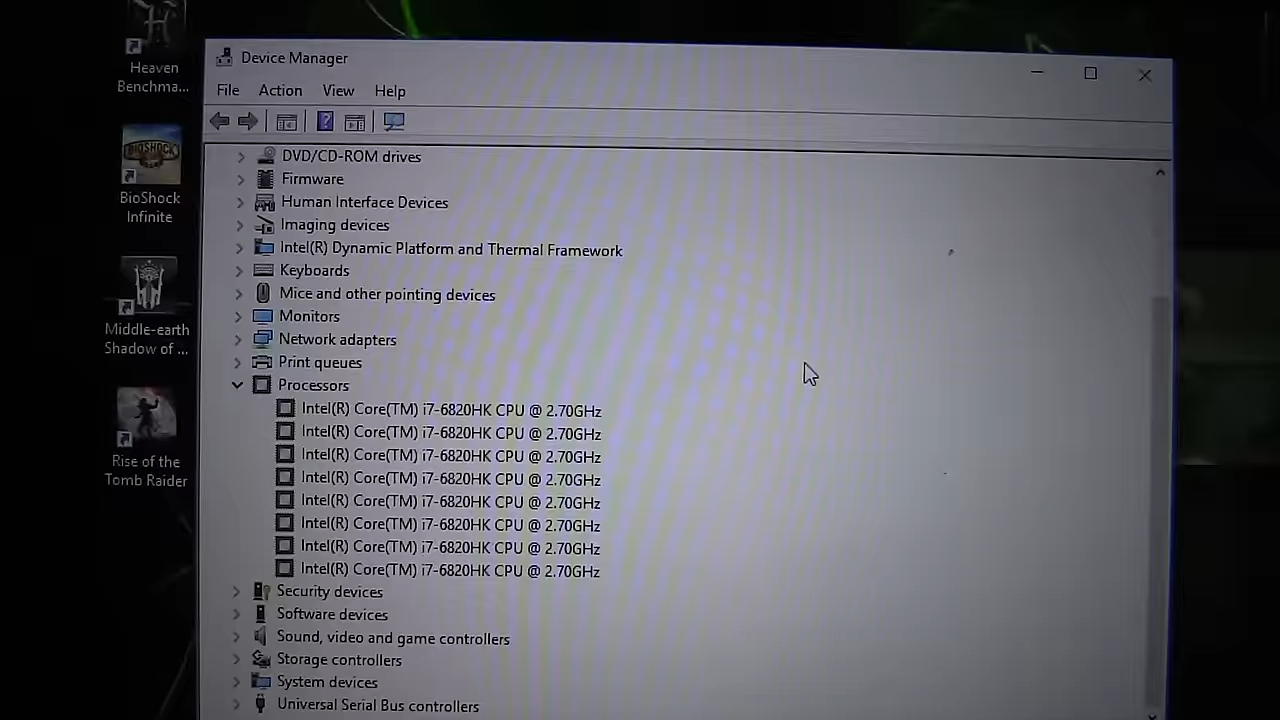 Heaven
Benchma...
BIOSHOCK
INFINITE
BioShock
Infinite
Middle-earth
Shadow of ...
Rise of the
Tomb Raider
Device Manager
File Action View Help
DVD/CD-ROM drives
Firmware
Human Interface Devices
Imaging devices
Intel(R) Dynamic Platform and Thermal Framework
Keyboards
Mice and other pointing devices
Monitors
Network adapters
Print queues
Processors
Intel(R) Core(TM) i7-6820HK CPU @ 2.70GHz
Intel(R) Core(TM) i7-6820HK CPU @ 2.70GHz
Intel(R) Core(TM) i7-6820HK CPU @ 2.70GHz
Intel(R) Core(TM) i7-6820HK CPU @ 2.70GHz
Intel(R) Core(TM) i7-6820HK CPU @ 2.70GHz
Intel(R) Core(TM) i7-6820HK CPU @ 2.70GHz
Intel(R) Core(TM) i7-6820HK CPU @ 2.70GHz
Intel(R) Core(TM) i7-6820HK CPU @ 2.70GHz
Security devices
Software devices
Sound, video and game controllers
Storage controllers
System devices
Universal Serial Bus controllers